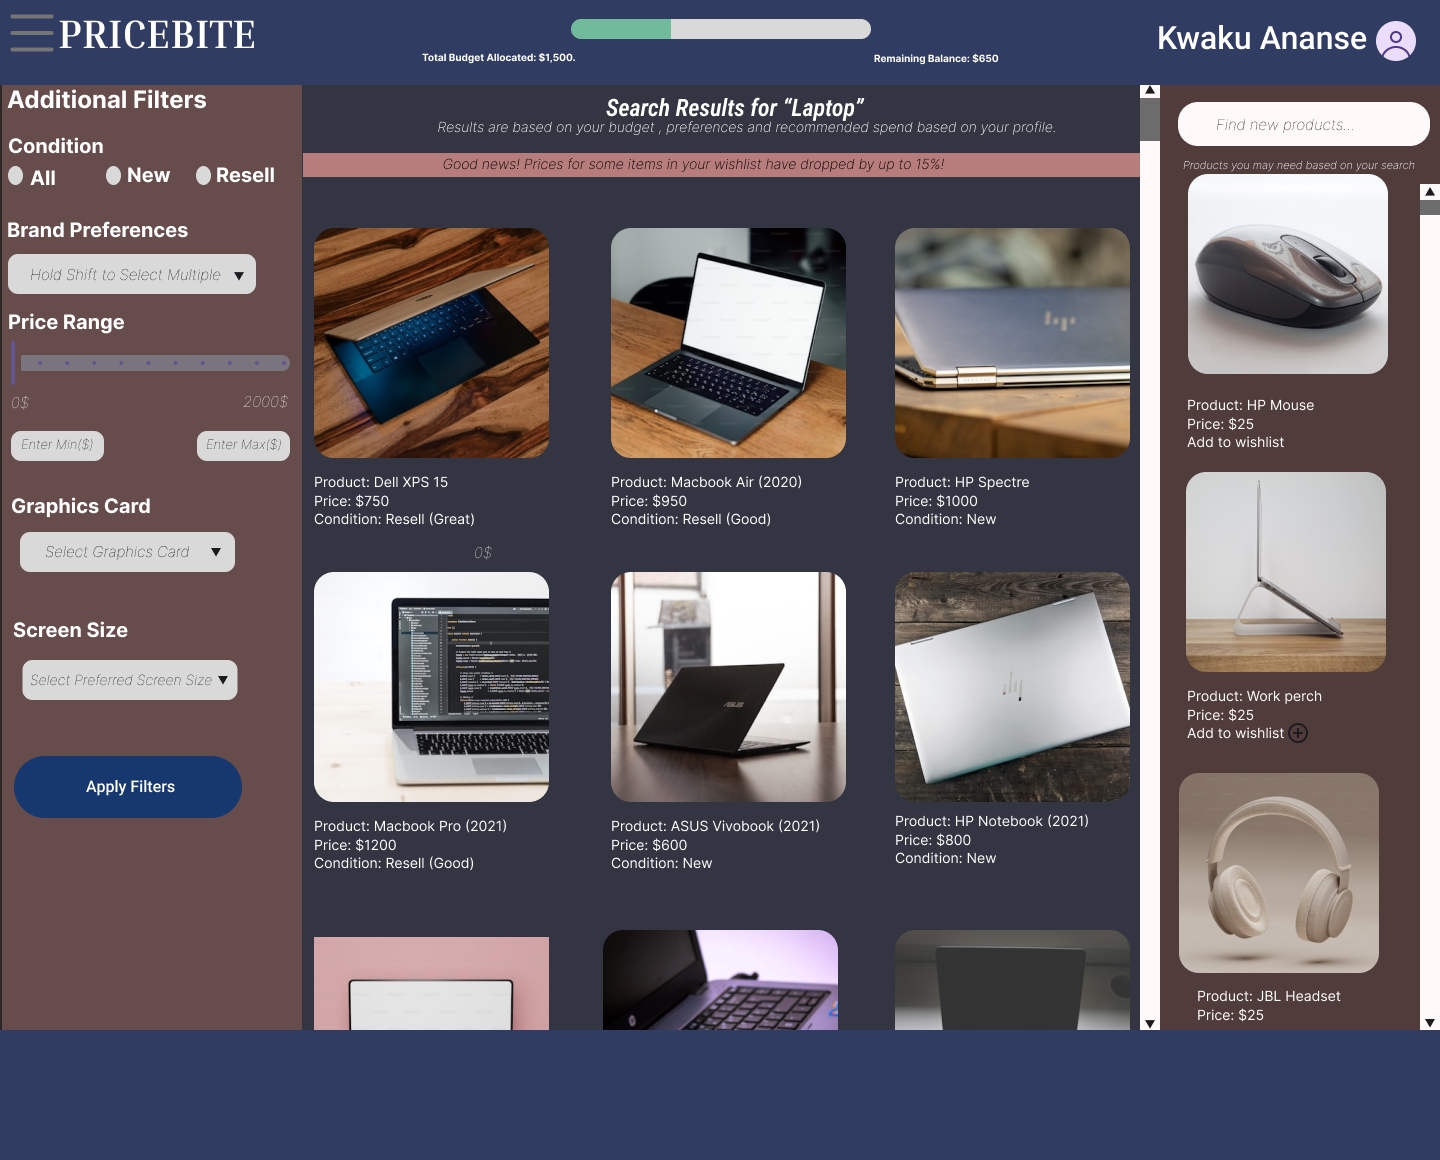 PRICEBITE
Total Budget Allocated: $1,500.
Remaining Balance: $650
Kwaku Ananse
Additional Filters
Condition
All
New
Resell
Brand Preferences
Hold Shift to Select Multiple
Price Range
0$
2000$
Enter Min($)
Enter Max($)
Graphics Card
Select Graphics Card
Screen Size
Select Preferred Screen Size
Apply Filters
Search Results for “Laptop”
Results are based on your budget , preferences and recommended spend based on your profile.
Good news! Prices for some items in your wishlist have dropped by up to 15%!
Product: Dell XPS 15
Price: $750
Condition: Resell (Great)
Product: Macbook Air (2020)
Price: $950
Condition: Resell (Good)
hp
Product: HP Spectre
Price: $1000
Condition: New
0$
Product: Macbook Pro (2021)
Price: $1200
Condition: Resell (Good)
ASUS
Product: ASUS Vivobook (2021)
Price: $600
Condition: New
hp
Product: HP Notebook (2021)
Price: $800
Condition: New
Find new products...
Products you may need based on your search
Product: HP Mouse
Price: $25
Add to wishlist
Product: Work perch
Price: $25
Add to wishlist
Product: JBL Headset
Price: $25